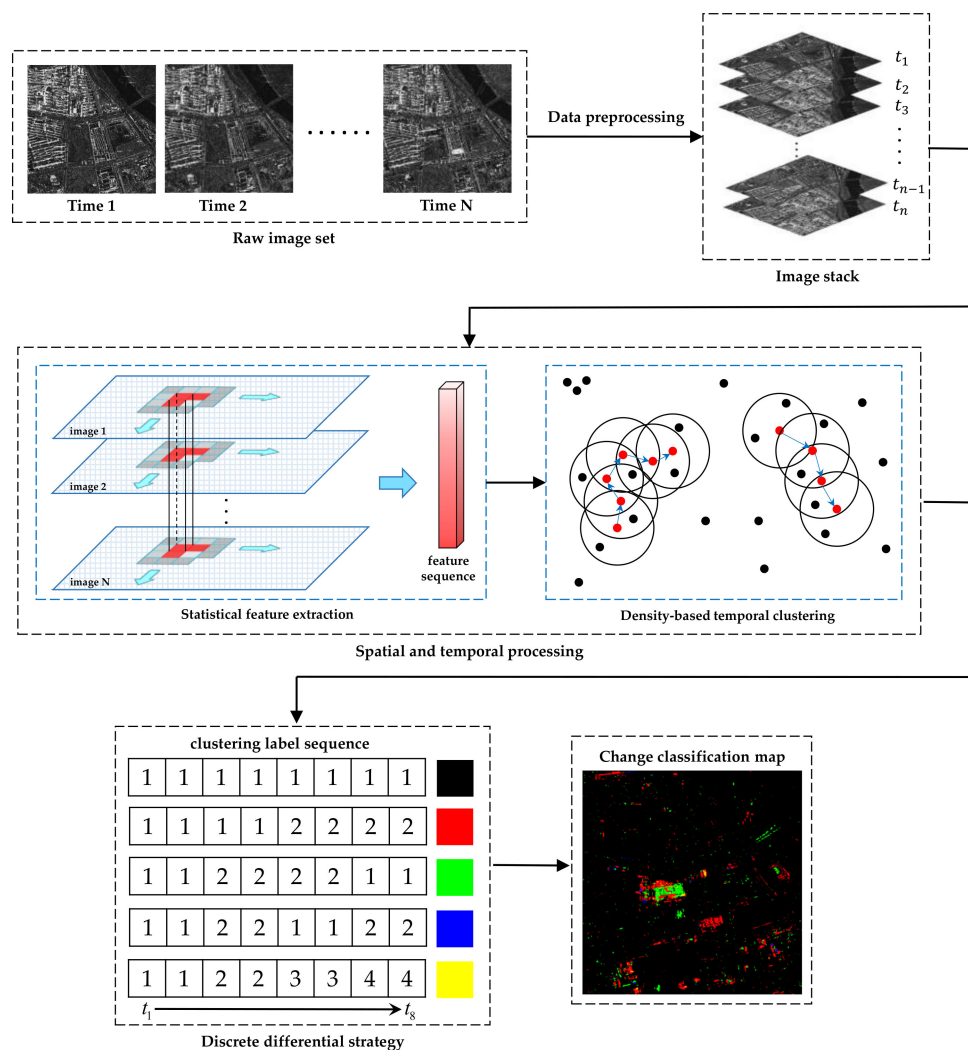 Time 1
Time 2
· · · · · ·
Time N
Raw image set
Data preprocessing
t₁
t₂
t₃
tₙ₋₁
tₙ
Image stack
image 1
image 2
image N
feature
sequence
Statistical feature extraction
Density-based temporal clustering
Spatial and temporal processing
clustering label sequence
1 1 1 1 1 1 1 1
1 1 1 1 2 2 2 2
1 1 2 2 2 2 1 1
1 1 2 2 1 1 2 2
1 1 2 2 3 3 4 4
t₁ t₈
Discrete differential strategy
Change classification map